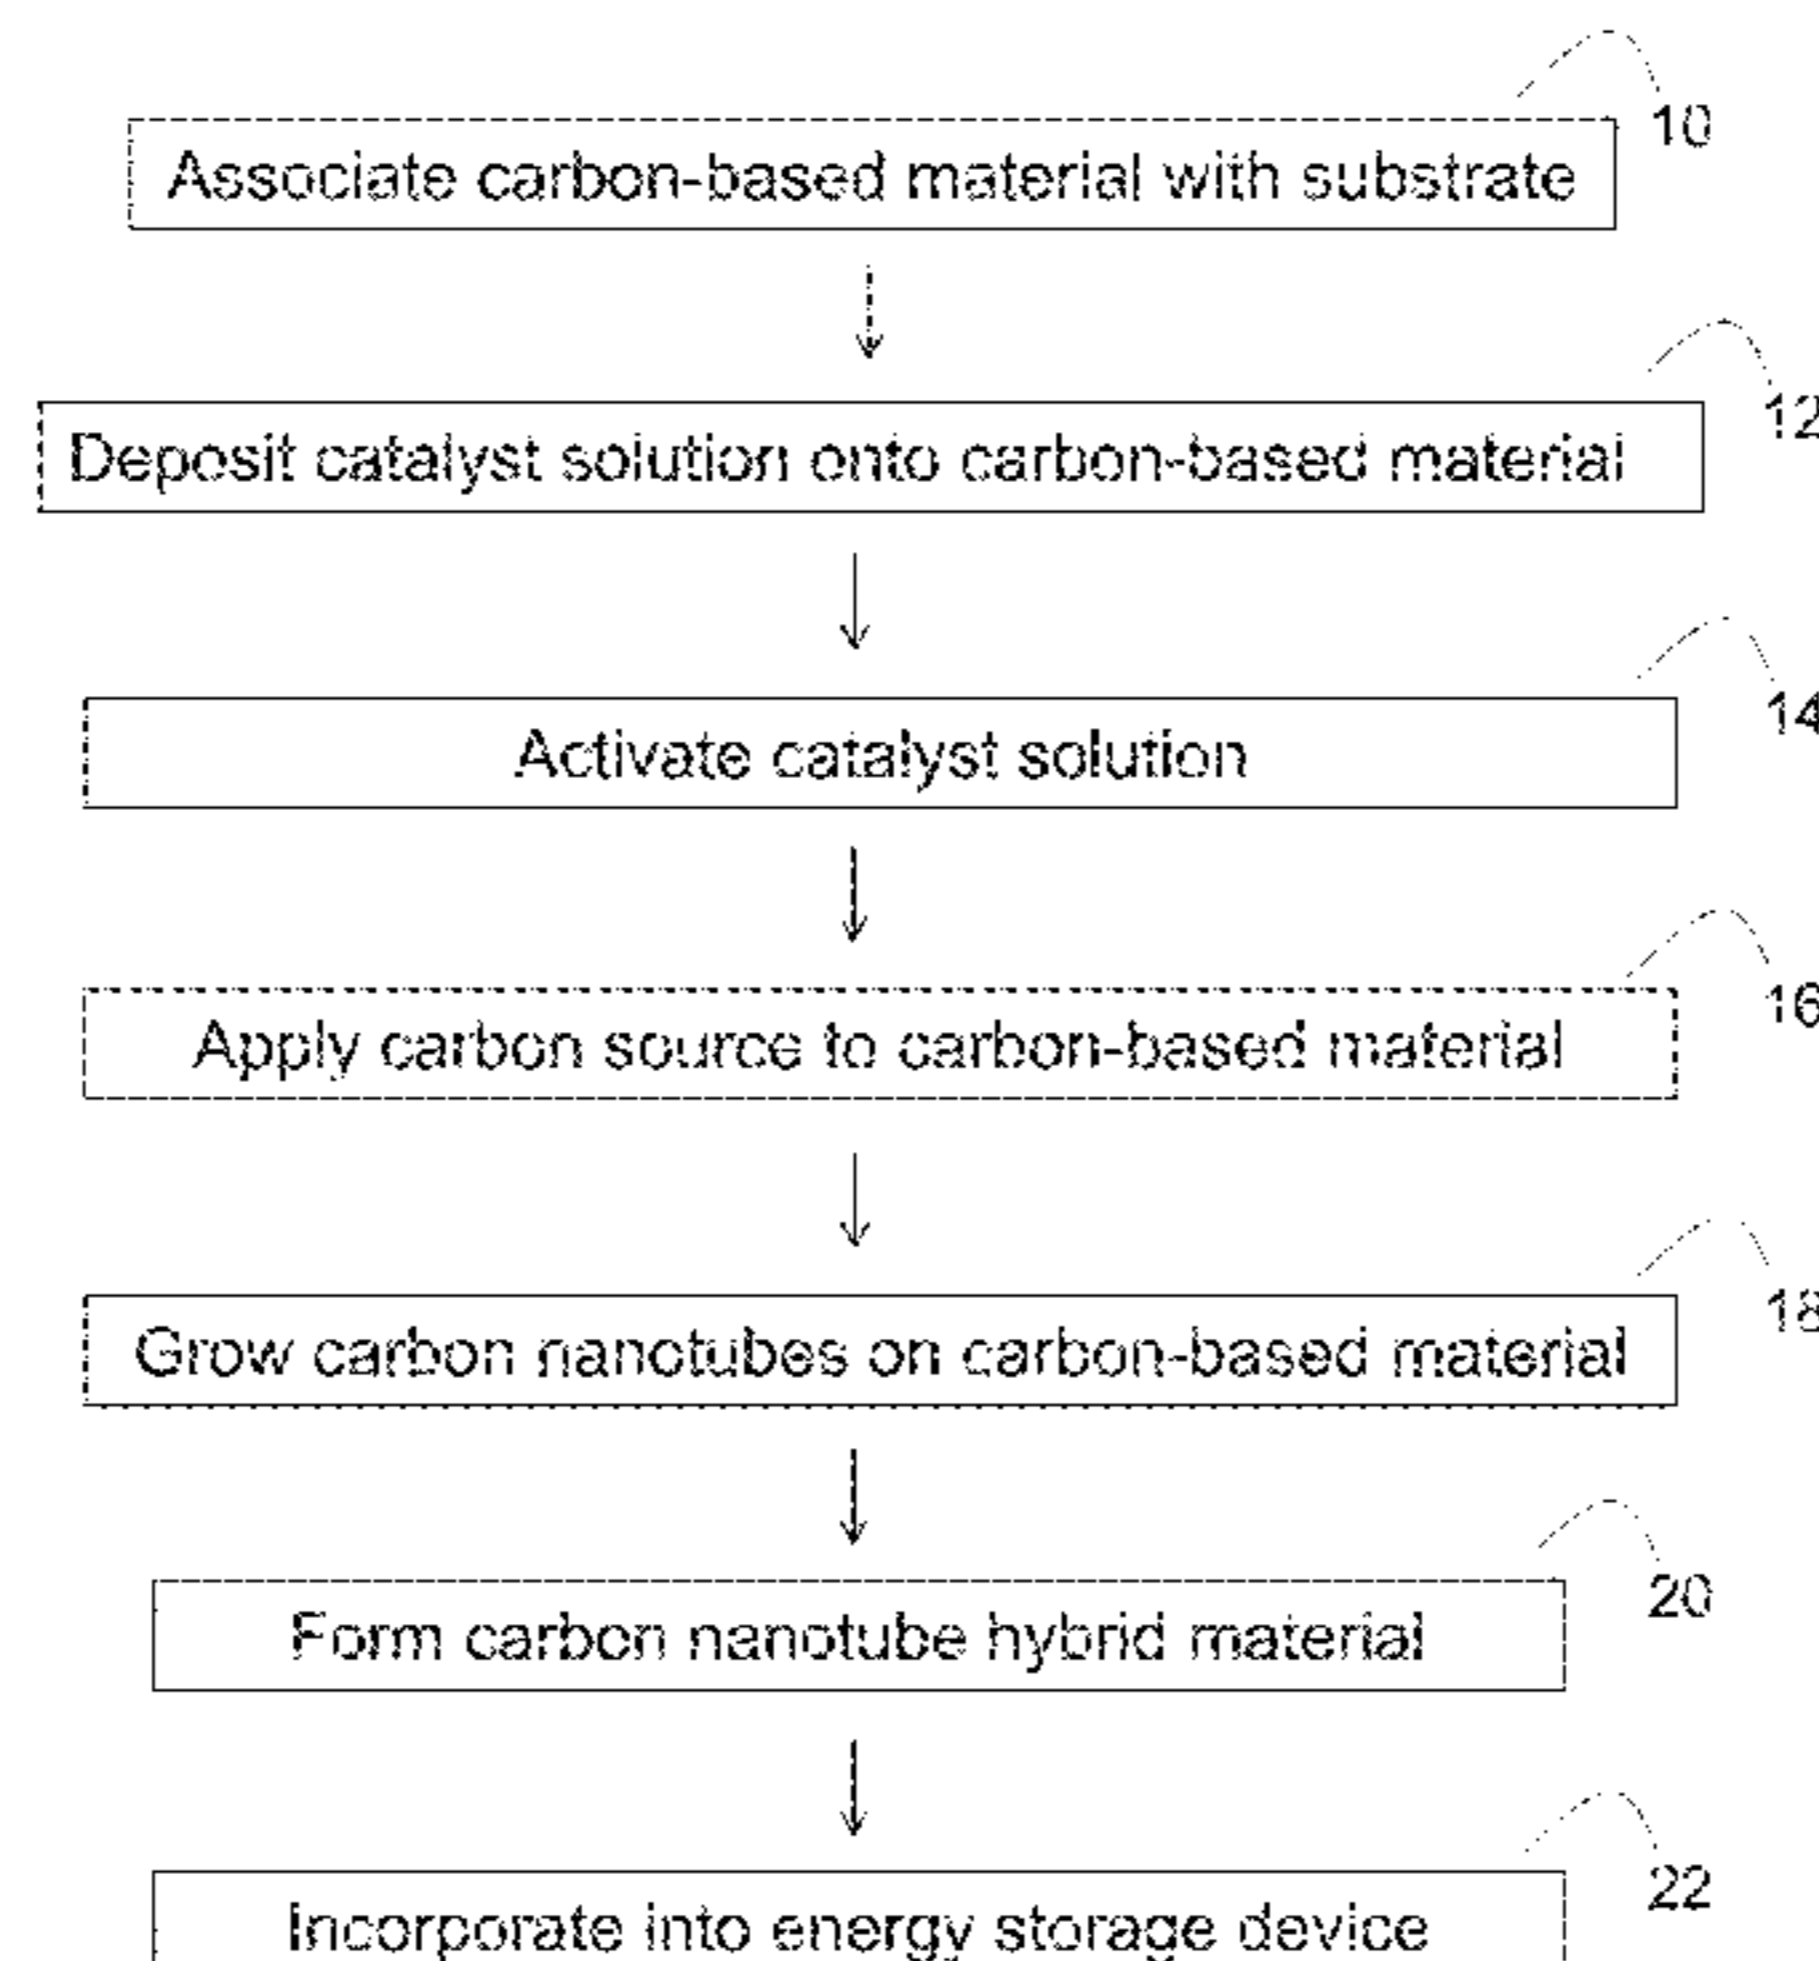 10
Associate carbon-based material with substrate
12
Deposit catalyst solution onto carbon-based material
14
Activate catalyst solution
16
Apply carbon source to carbon-based material
18
Grow carbon nanotubes on carbon-based material
20
Form carbon nanotube hybrid material
22
Incorporate into energy storage device